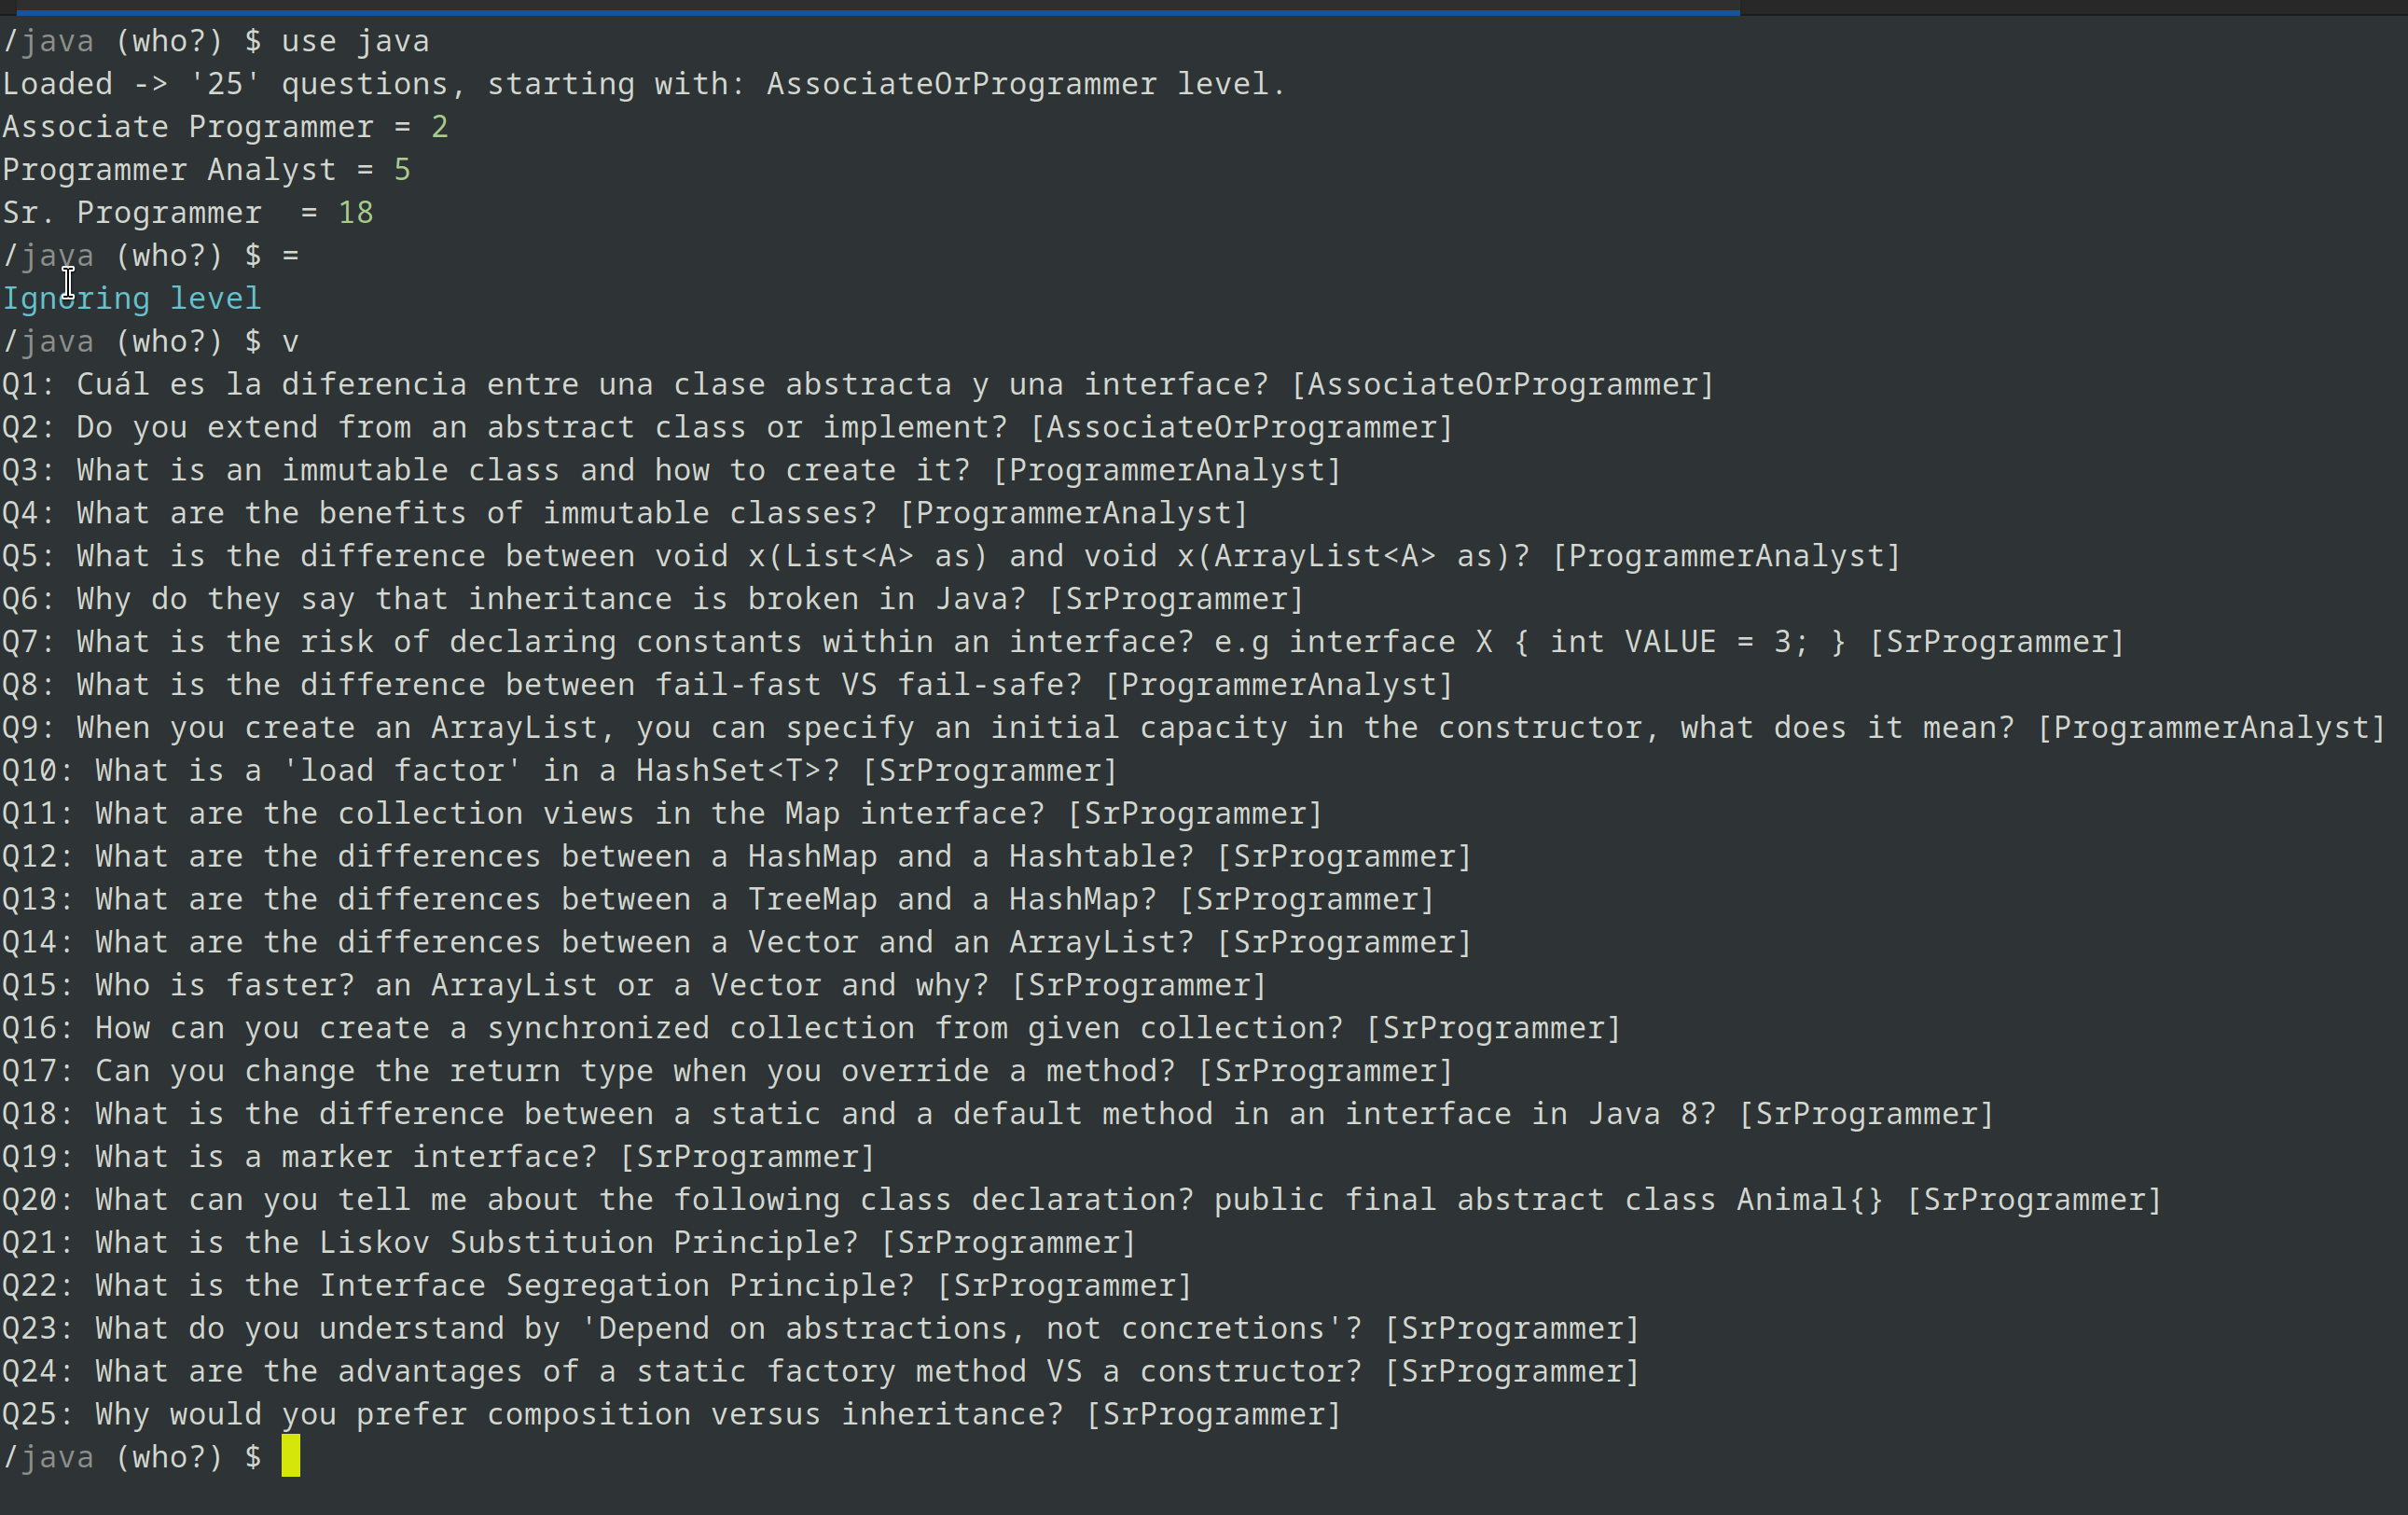 /java (who?) $ use java
Loaded -> '25' questions, starting with: AssociateOrProgrammer level.
Associate Programmer = 2
Programmer Analyst = 5
Sr. Programmer  = 18
/java (who?) $ =
Ignoring level
/java (who?) $ v
Q1: Cuál es la diferencia entre una clase abstracta y una interface? [AssociateOrProgrammer]
Q2: Do you extend from an abstract class or implement? [AssociateOrProgrammer]
Q3: What is an immutable class and how to create it? [ProgrammerAnalyst]
Q4: What are the benefits of immutable classes? [ProgrammerAnalyst]
Q5: What is the difference between void x(List<A> as) and void x(ArrayList<A> as)? [ProgrammerAnalyst]
Q6: Why do they say that inheritance is broken in Java? [SrProgrammer]
Q7: What is the risk of declaring constants within an interface? e.g interface X { int VALUE = 3; } [SrProgrammer]
Q8: What is the difference between fail-fast VS fail-safe? [ProgrammerAnalyst]
Q9: When you create an ArrayList, you can specify an initial capacity in the constructor, what does it mean? [ProgrammerAnalyst]
Q10: What is a 'load factor' in a HashSet<T>? [SrProgrammer]
Q11: What are the collection views in the Map interface? [SrProgrammer]
Q12: What are the differences between a HashMap and a Hashtable? [SrProgrammer]
Q13: What are the differences between a TreeMap and a HashMap? [SrProgrammer]
Q14: What are the differences between a Vector and an ArrayList? [SrProgrammer]
Q15: Who is faster? an ArrayList or a Vector and why? [SrProgrammer]
Q16: How can you create a synchronized collection from given collection? [SrProgrammer]
Q17: Can you change the return type when you override a method? [SrProgrammer]
Q18: What is the difference between a static and a default method in an interface in Java 8? [SrProgrammer]
Q19: What is a marker interface? [SrProgrammer]
Q20: What can you tell me about the following class declaration? public final abstract class Animal{} [SrProgrammer]
Q21: What is the Liskov Substituion Principle? [SrProgrammer]
Q22: What is the Interface Segregation Principle? [SrProgrammer]
Q23: What do you understand by 'Depend on abstractions, not concretions'? [SrProgrammer]
Q24: What are the advantages of a static factory method VS a constructor? [SrProgrammer]
Q25: Why would you prefer composition versus inheritance? [SrProgrammer]
/java (who?) $